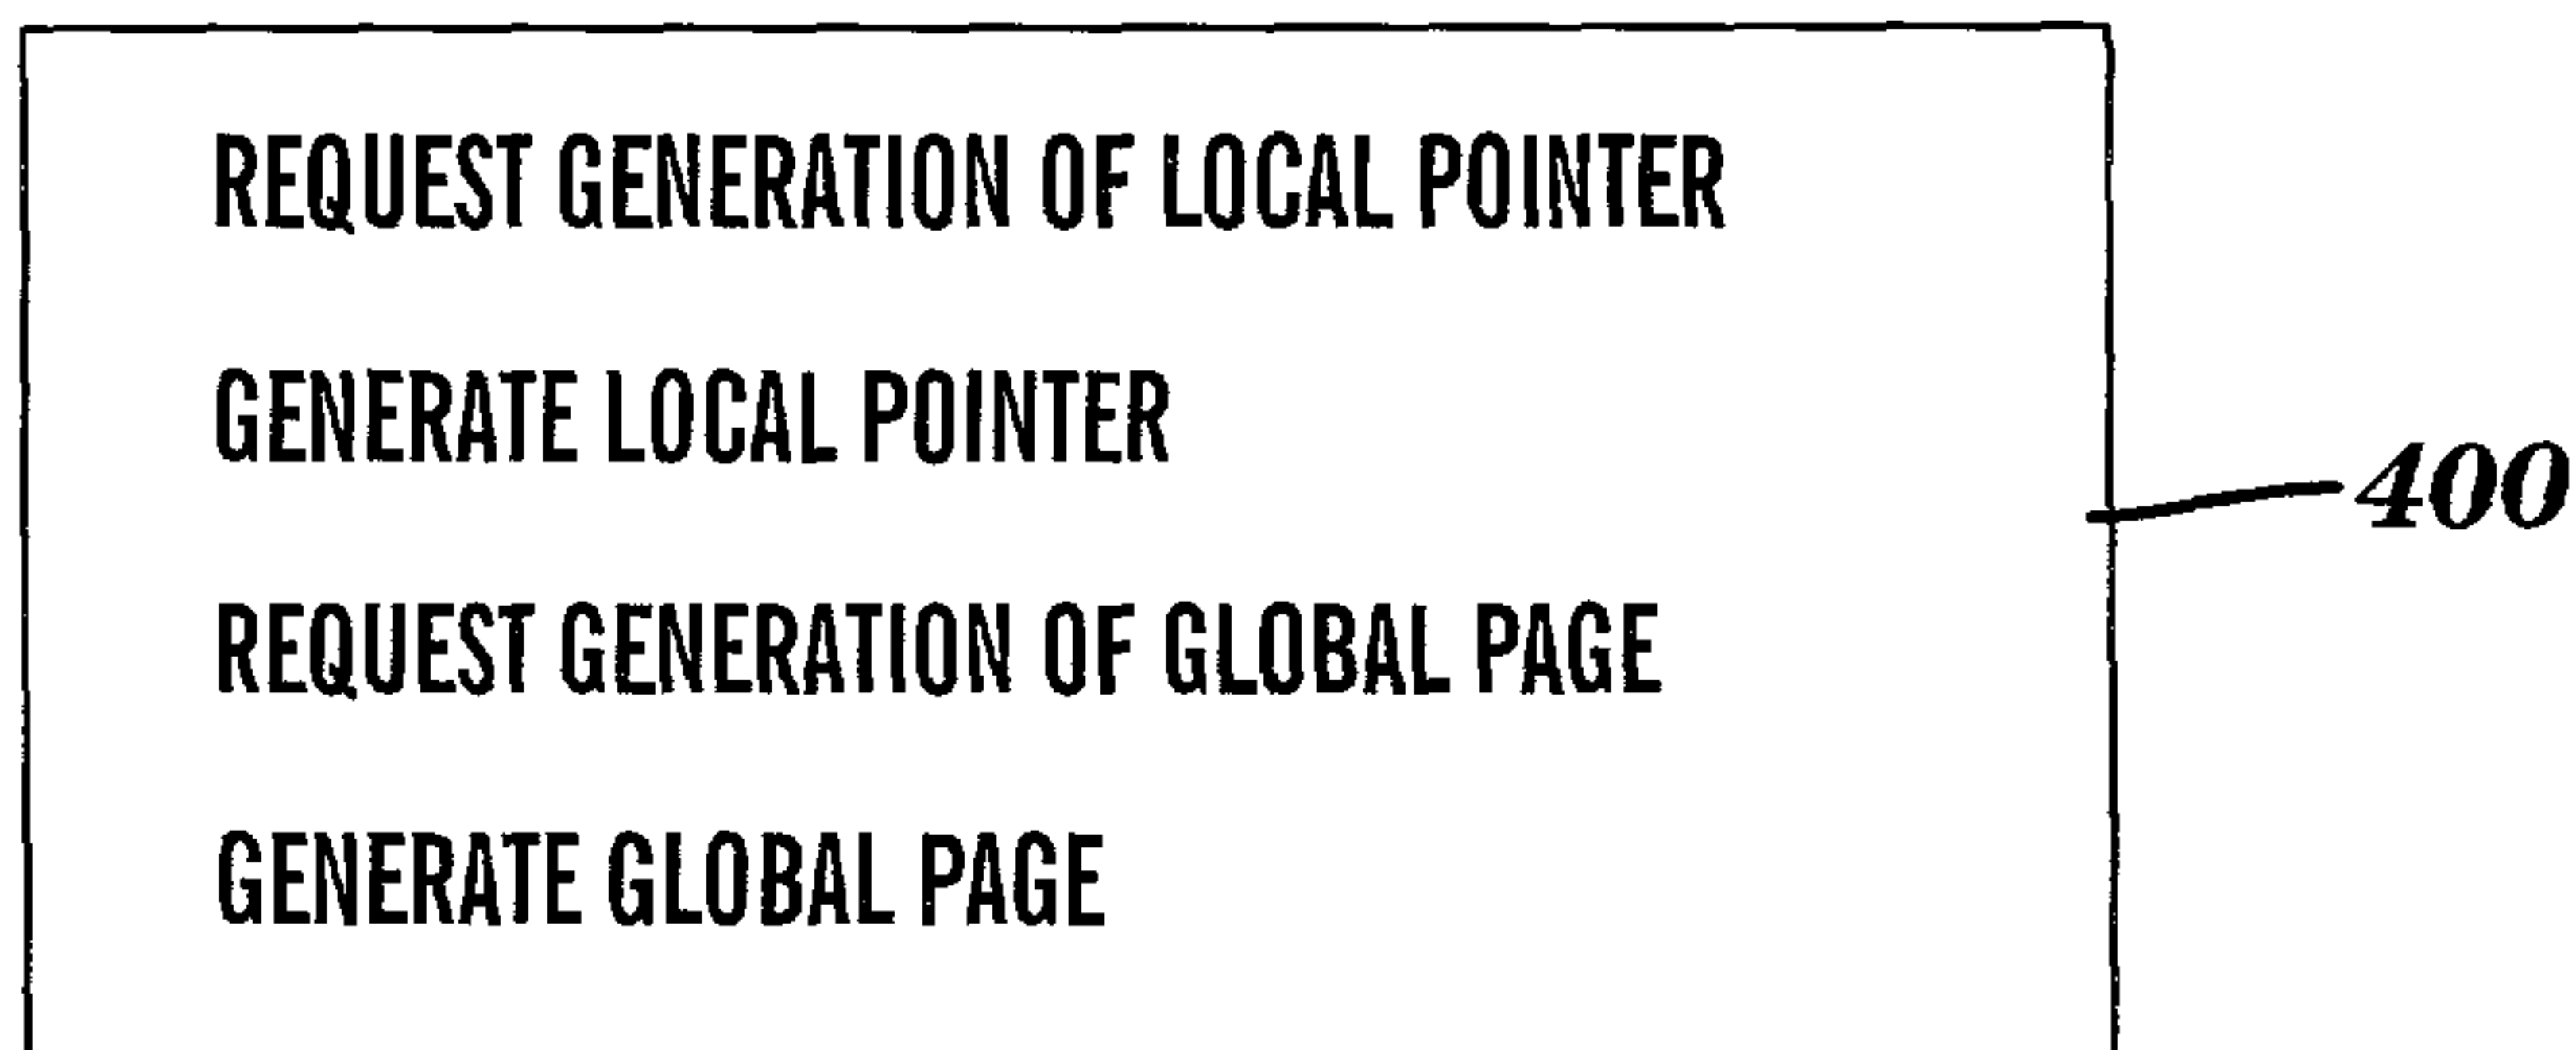 REQUEST GENERATION OF LOCAL POINTER
GENERATE LOCAL POINTER
400
REQUEST GENERATION OF GLOBAL PAGE
GENERATE GLOBAL PAGE